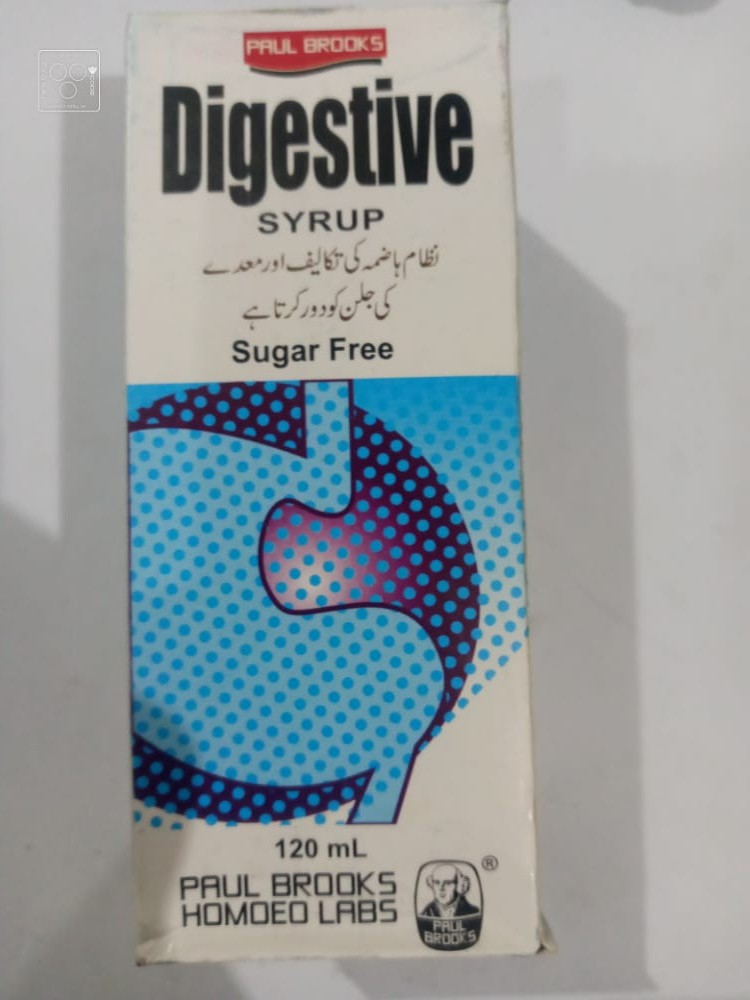 PAUL BROOKS
Digestive
SYRUP
نظام ہاضمہ کی تکالیف اور معدے
کی جلن کو دور کرتا ہے
Sugar Free
120 mL
PAUL BROOKS
HOMOEO LABS
®
PAUL
BROOKS